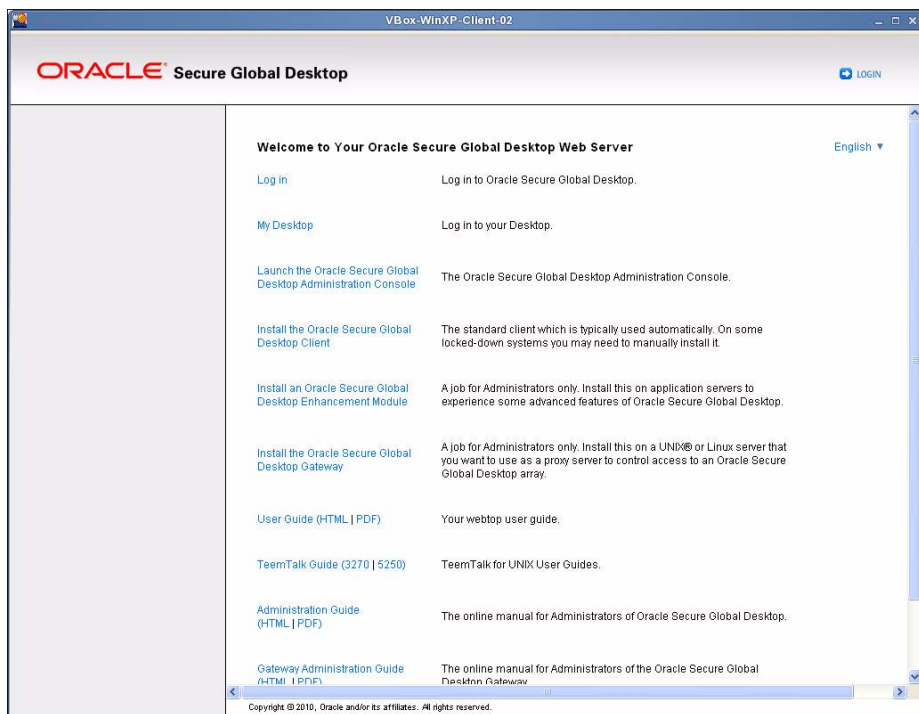 VBox-WinXP-Client-02
ORACLE® Secure Global Desktop
LOGIN
Welcome to Your Oracle Secure Global Desktop Web Server
English ▼
Log in
Log in to Oracle Secure Global Desktop.
My Desktop
Log in to your Desktop.
Launch the Oracle Secure Global
Desktop Administration Console
The Oracle Secure Global Desktop Administration Console.
Install the Oracle Secure Global
Desktop Client
The standard client which is typically used automatically. On some
locked-down systems you may need to manually install it.
Install an Oracle Secure Global
Desktop Enhancement Module
A job for Administrators only. Install this on application servers to
experience some advanced features of Oracle Secure Global Desktop.
Install the Oracle Secure Global
Desktop Gateway
A job for Administrators only. Install this on a UNIX® or Linux server that
you want to use as a proxy server to control access to an Oracle Secure
Global Desktop array.
User Guide (HTML | PDF)
Your webtop user guide.
TeemTalk Guide (3270 | 5250)
TeemTalk for UNIX User Guides.
Administration Guide
(HTML | PDF)
The online manual for Administrators of Oracle Secure Global Desktop.
Gateway Administration Guide
(HTML | PDF)
The online manual for Administrators of the Oracle Secure Global
Desktop Gateway
Copyright © 2010, Oracle and/or its affiliates. All rights reserved.